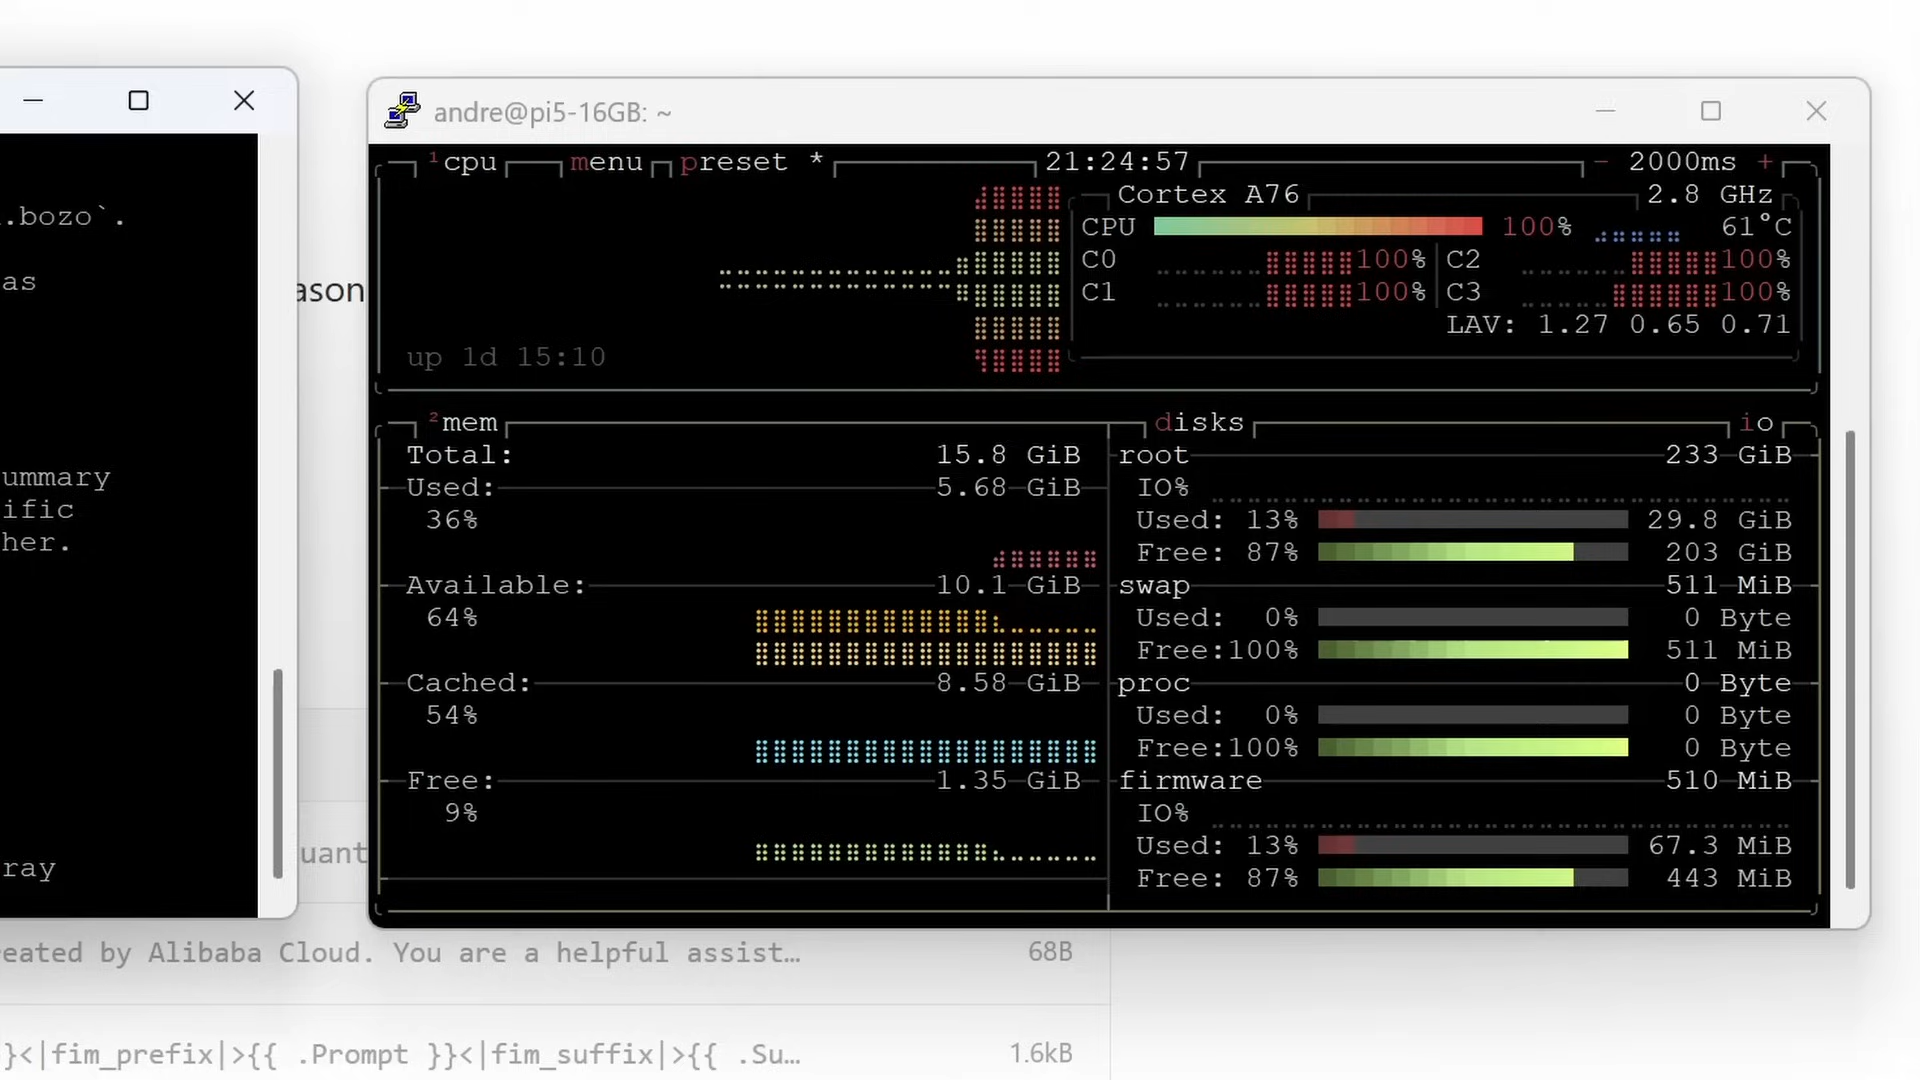 andre@pi5-16GB: ~
.bozo`.
as
ummary
ific
her.
ray
ason
uant
¹cpu menu preset * 21:24:57 - 2000ms +
Cortex A76 2.8 GHz
CPU 100% 61°C
C0 100% C2 100%
C1 100% C3 100%
LAV: 1.27 0.65 0.71
up 1d 15:10
²mem
Total: 15.8 GiB
Used: 5.68 GiB
36%
Available: 10.1 GiB
64%
Cached: 8.58 GiB
54%
Free: 1.35 GiB
9%
disks io
root 233 GiB
IO%
Used: 13% 29.8 GiB
Free: 87% 203 GiB
swap 511 MiB
Used: 0% 0 Byte
Free:100% 511 MiB
proc 0 Byte
Used: 0% 0 Byte
Free:100% 0 Byte
firmware 510 MiB
IO%
Used: 13% 67.3 MiB
Free: 87% 443 MiB
eated by Alibaba Cloud. You are a helpful assist… 68B
}<|fim_prefix|>{{ .Prompt }}<|fim_suffix|>{{ .Su… 1.6kB